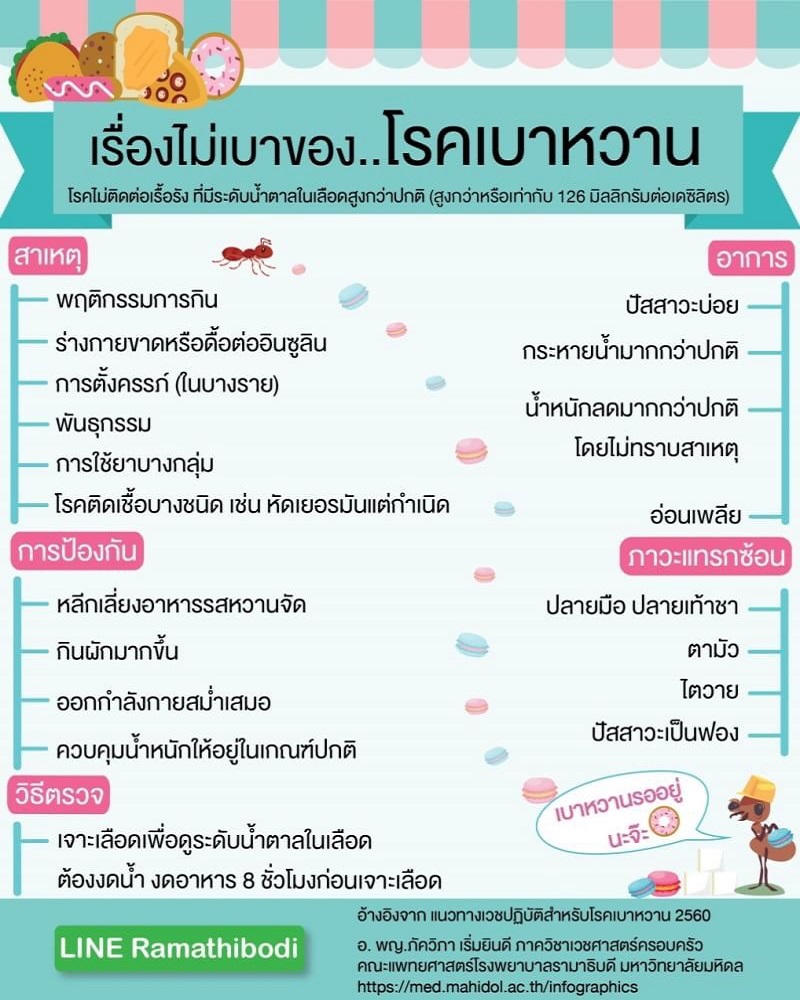 เรื่องไม่เบาของ..โรคเบาหวาน
โรคไม่ติดต่อเรื้อรัง ที่มีระดับน้ำตาลในเลือดสูงกว่าปกติ (สูงกว่าหรือเท่ากับ 126 มิลลิกรัมต่อเดซิลิตร)
สาเหตุ
พฤติกรรมการกิน
ร่างกายขาดหรือดื้อต่ออินซูลิน
การตั้งครรภ์ (ในบางราย)
พันธุกรรม
การใช้ยาบางกลุ่ม
โรคติดเชื้อบางชนิด เช่น หัดเยอรมันแต่กำเนิด
อาการ
ปัสสาวะบ่อย
กระหายน้ำมากกว่าปกติ
น้ำหนักลดมากกว่าปกติ
โดยไม่ทราบสาเหตุ
อ่อนเพลีย
การป้องกัน
หลีกเลี่ยงอาหารรสหวานจัด
กินผักมากขึ้น
ออกกำลังกายสม่ำเสมอ
ควบคุมน้ำหนักให้อยู่ในเกณฑ์ปกติ
ภาวะแทรกซ้อน
ปลายมือ ปลายเท้าชา
ตามัว
ไตวาย
ปัสสาวะเป็นฟอง
วิธีตรวจ
เจาะเลือดเพื่อดูระดับน้ำตาลในเลือด
ต้องงดน้ำ งดอาหาร 8 ชั่วโมงก่อนเจาะเลือด
เบาหวานรออยู่
นะจ๊ะ
LINE Ramathibodi
อ้างอิงจาก แนวทางเวชปฏิบัติสำหรับโรคเบาหวาน 2560
อ. พญ.ภัควิภา เริ่มยินดี ภาควิชาเวชศาสตร์ครอบครัว
คณะแพทยศาสตร์โรงพยาบาลรามาธิบดี มหาวิทยาลัยมหิดล
https://med.mahidol.ac.th/infographics